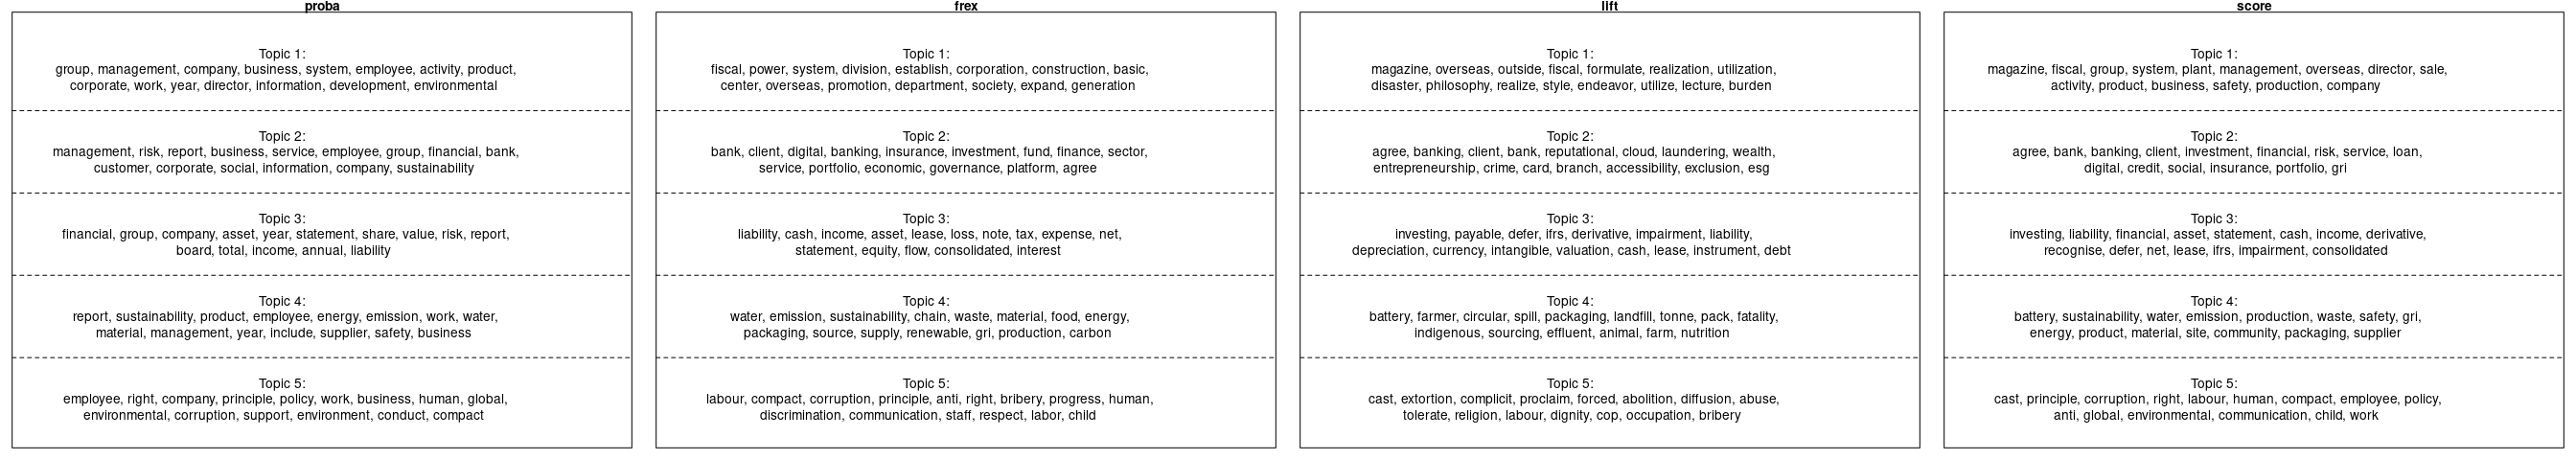 proba
Topic 1:
group, management, company, business, system, employee, activity, product,
corporate, work, year, director, information, development, environmental
Topic 2:
management, risk, report, business, service, employee, group, financial, bank,
customer, corporate, social, information, company, sustainability
Topic 3:
financial, group, company, asset, year, statement, share, value, risk, report,
board, total, income, annual, liability
Topic 4:
report, sustainability, product, employee, energy, emission, work, water,
material, management, year, include, supplier, safety, business
Topic 5:
employee, right, company, principle, policy, work, business, human, global,
environmental, corruption, support, environment, conduct, compact
frex
Topic 1:
fiscal, power, system, division, establish, corporation, construction, basic,
center, overseas, promotion, department, society, expand, generation
Topic 2:
bank, client, digital, banking, insurance, investment, fund, finance, sector,
service, portfolio, economic, governance, platform, agree
Topic 3:
liability, cash, income, asset, lease, loss, note, tax, expense, net,
statement, equity, flow, consolidated, interest
Topic 4:
water, emission, sustainability, chain, waste, material, food, energy,
packaging, source, supply, renewable, gri, production, carbon
Topic 5:
labour, compact, corruption, principle, anti, right, bribery, progress, human,
discrimination, communication, staff, respect, labor, child
lift
Topic 1:
magazine, overseas, outside, fiscal, formulate, realization, utilization,
disaster, philosophy, realize, style, endeavor, utilize, lecture, burden
Topic 2:
agree, banking, client, bank, reputational, cloud, laundering, wealth,
entrepreneurship, crime, card, branch, accessibility, exclusion, esg
Topic 3:
investing, payable, defer, ifrs, derivative, impairment, liability,
depreciation, currency, intangible, valuation, cash, lease, instrument, debt
Topic 4:
battery, farmer, circular, spill, packaging, landfill, tonne, pack, fatality,
indigenous, sourcing, effluent, animal, farm, nutrition
Topic 5:
cast, extorted, complicit, proclaim, forced, abolition, diffusion, abuse,
tolerate, religion, labour, dignity, cop, occupation, bribery
score
Topic 1:
magazine, fiscal, group, system, plant, management, overseas, director, sale,
activity, product, business, safety, production, company
Topic 2:
agree, bank, banking, client, investment, financial, risk, service, loan,
digital, credit, social, insurance, portfolio, gri
Topic 3:
investing, liability, financial, asset, statement, cash, income, derivative,
recognise, defer, net, lease, ifrs, impairment, consolidated
Topic 4:
battery, sustainability, water, emission, production, waste, safety, gri,
energy, product, material, site, community, packaging, supplier
Topic 5:
cast, principle, corruption, right, labour, human, compact, employee, policy,
anti, global, environmental, communication, child, work